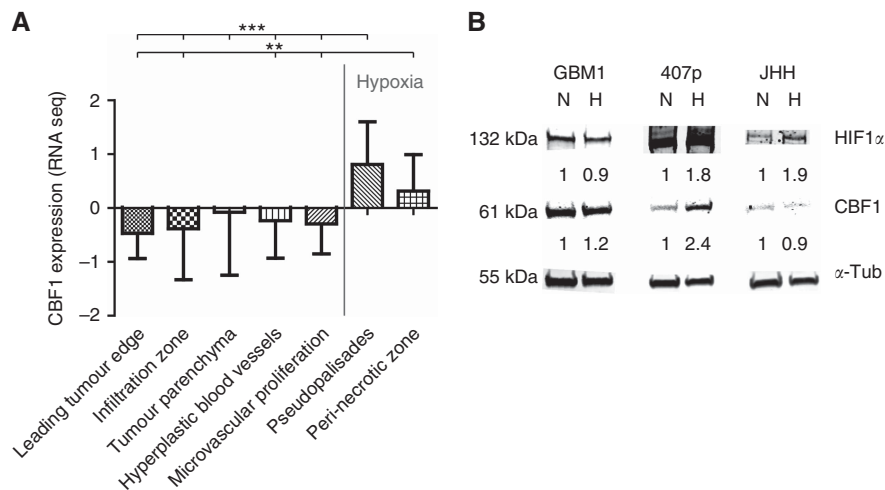 A
***
**
Hypoxia
CBF1 expression (RNA seq)
2
1
0
–1
–2
Leading tumour edge
Infiltration zone
Tumour parenchyma
Hyperplastic blood vessels
Microvascular proliferation
Pseudopalisades
Peri-necrotic zone
B
GBM1 407p JHH
N H N H N H
132 kDa HIF1α
1 0.9 1 1.8 1 1.9
61 kDa CBF1
1 1.2 1 2.4 1 0.9
55 kDa α-Tub